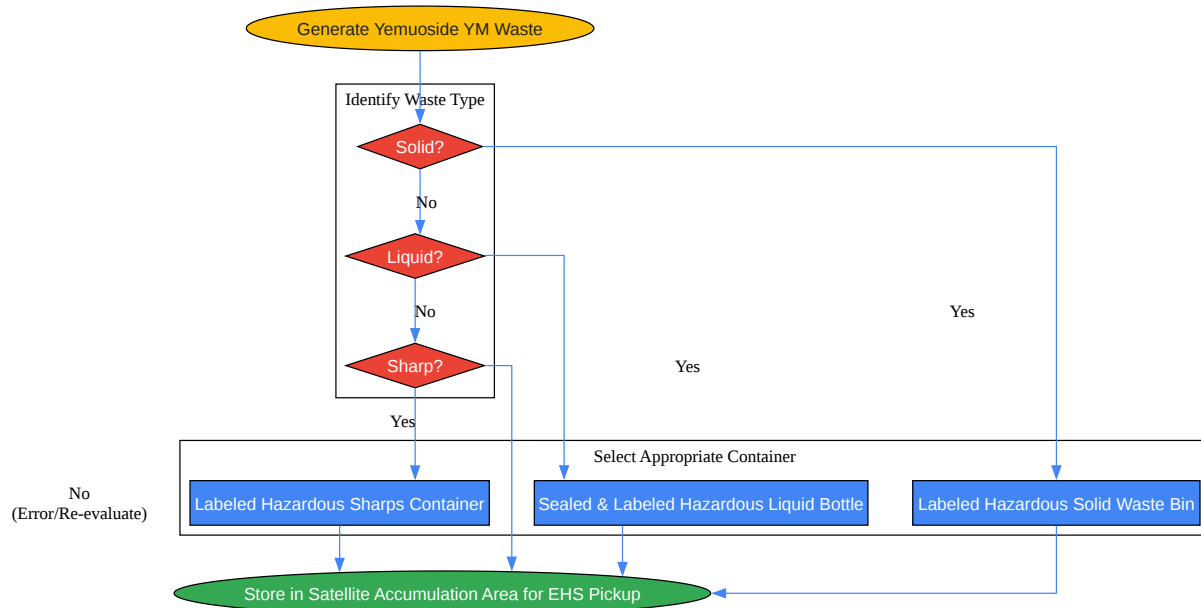 Generate Yemuoside YM Waste
Identify Waste Type
Solid?
No
Liquid?
No
Yes
Sharp?
Yes
Yes
Select Appropriate Container
No
(Error/Re-evaluate)
Labeled Hazardous Sharps Container
Sealed & Labeled Hazardous Liquid Bottle
Labeled Hazardous Solid Waste Bin
Store in Satellite Accumulation Area for EHS Pickup